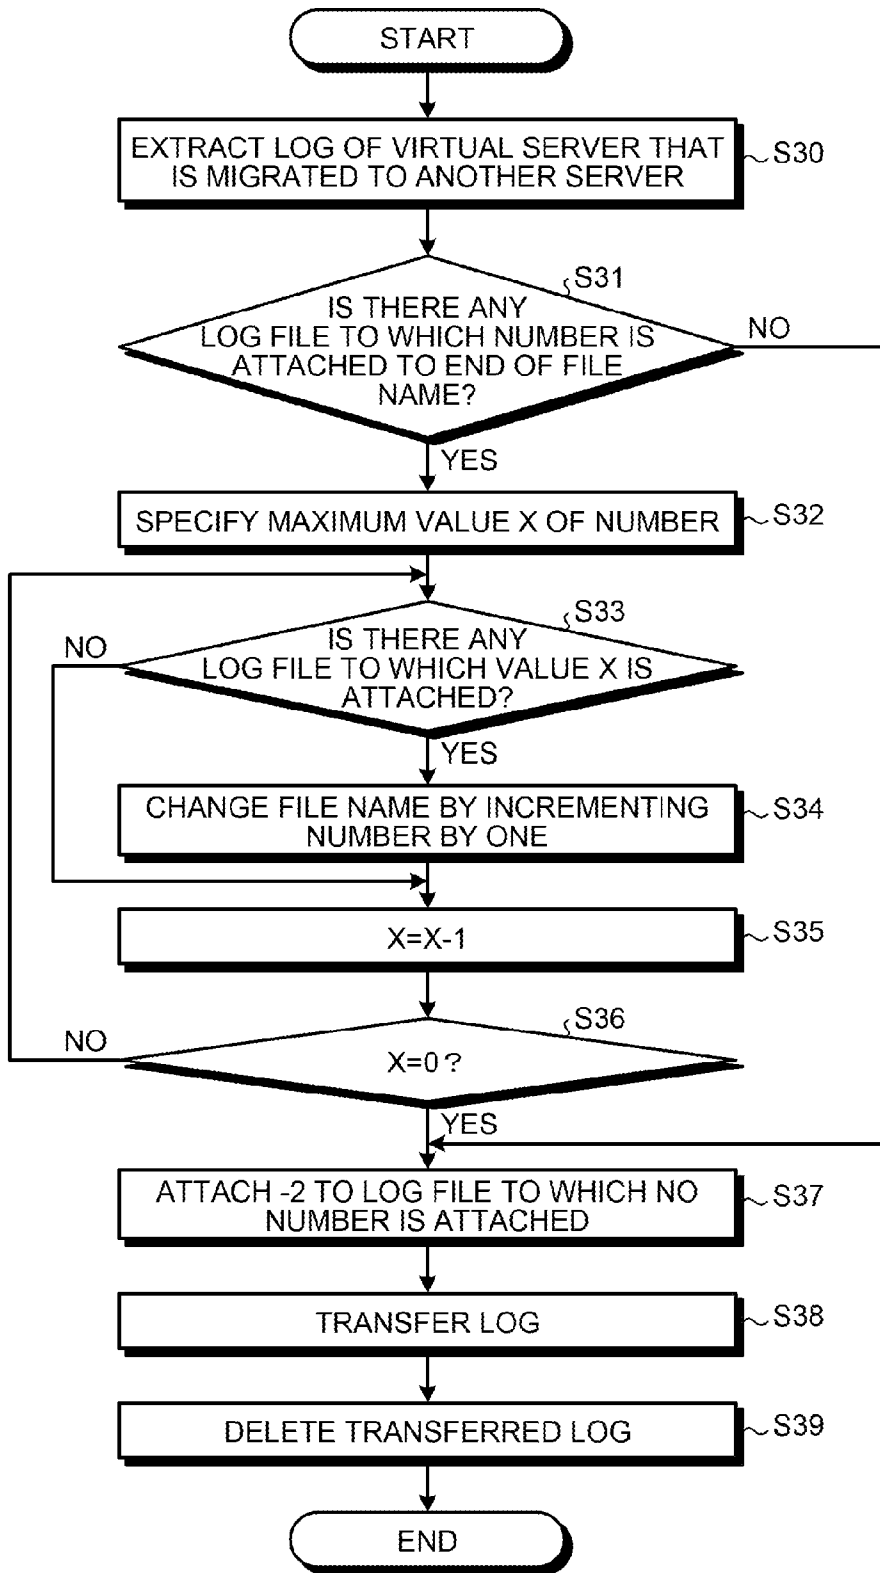 START
EXTRACT LOG OF VIRTUAL SERVER THAT
IS MIGRATED TO ANOTHER SERVER
S30
S31
IS THERE ANY
LOG FILE TO WHICH NUMBER IS
ATTACHED TO END OF FILE
NAME?
NO
YES
SPECIFY MAXIMUM VALUE X OF NUMBER
S32
S33
IS THERE ANY
LOG FILE TO WHICH VALUE X IS
ATTACHED?
NO
YES
CHANGE FILE NAME BY INCREMENTING
NUMBER BY ONE
S34
X=X-1
S35
S36
X=0?
NO
YES
ATTACH -2 TO LOG FILE TO WHICH NO
NUMBER IS ATTACHED
S37
TRANSFER LOG
S38
DELETE TRANSFERRED LOG
S39
END